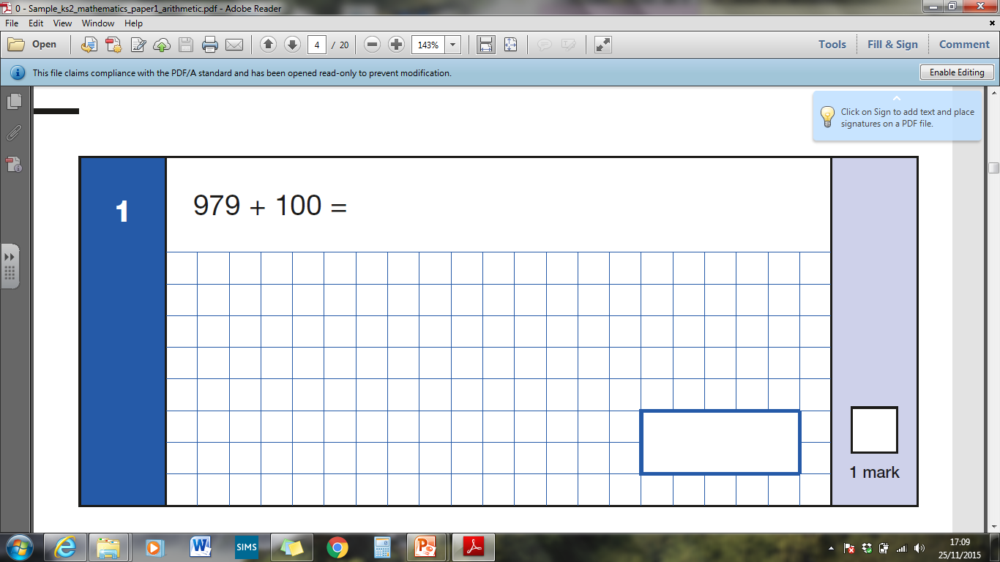 0 - Sample_ks2_mathematics_paper1_arithmetic.pdf - Adobe Reader
File Edit View Window Help
Open 4 / 20 143% Tools Fill & Sign Comment
This file claims compliance with the PDF/A standard and has been opened read-only to prevent modification. Enable Editing
Click on Sign to add text and place
signatures on a PDF file.
1 979 + 100 =
1 mark
SIMS
17:09
25/11/2015